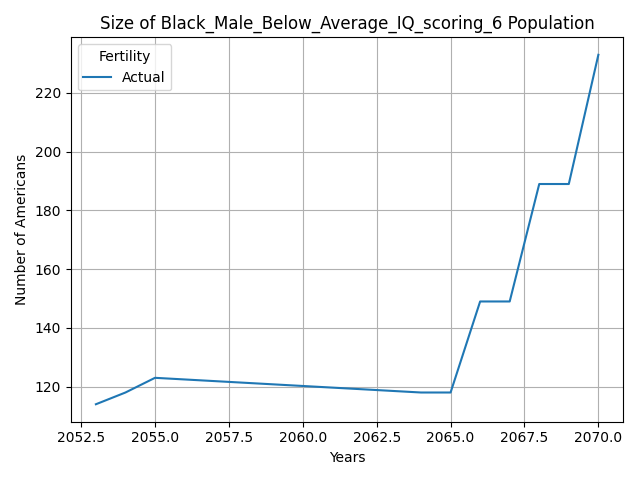 Size of Black_Male_Below_Average_IQ_scoring_6 Population
Fertility
Actual
Number of Americans
220
200
180
160
140
120
2052.5 2055.0 2057.5 2060.0 2062.5 2065.0 2067.5 2070.0
Years